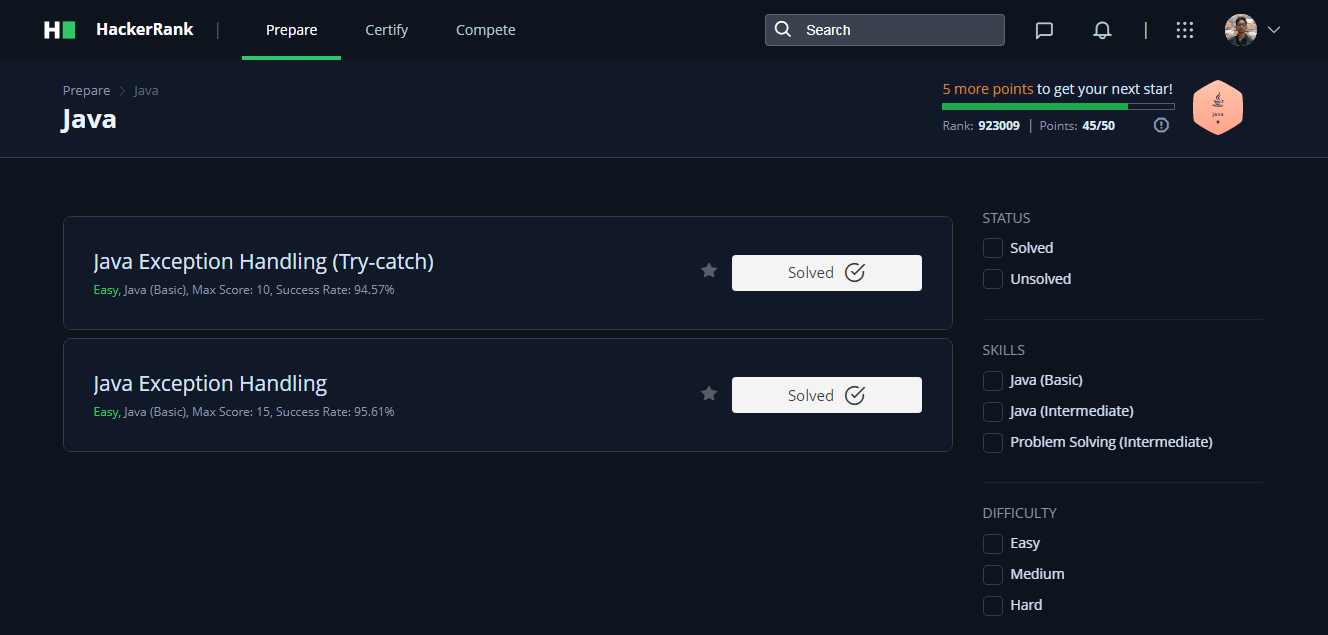 H HackerRank | Prepare Certify Compete Search |
Prepare > Java
Java
5 more points to get your next star!
Rank: 923009 | Points: 45/50
Java
Java Exception Handling (Try-catch)
Easy, Java (Basic), Max Score: 10, Success Rate: 94.57%
Solved
Java Exception Handling
Easy, Java (Basic), Max Score: 15, Success Rate: 95.61%
Solved
STATUS
Solved
Unsolved
SKILLS
Java (Basic)
Java (Intermediate)
Problem Solving (Intermediate)
DIFFICULTY
Easy
Medium
Hard